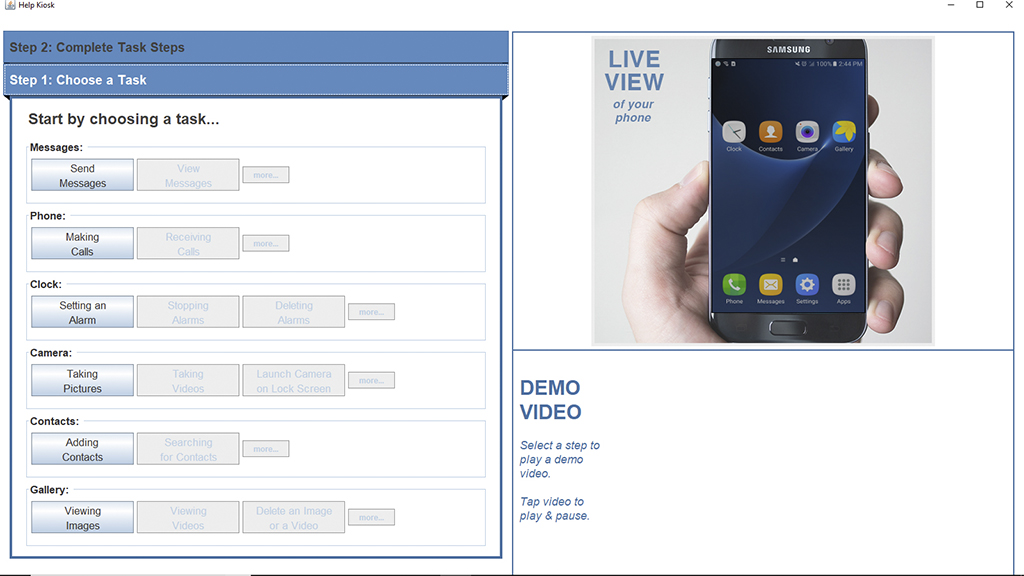 Help Kiosk
Step 2: Complete Task Steps
Step 1: Choose a Task
Start by choosing a task...
Messages:
Send
Messages
View
Messages
more...
Phone:
Making
Calls
Receiving
Calls
more...
Clock:
Setting an
Alarm
Stopping
Alarms
Deleting
Alarms
more...
Camera:
Taking
Pictures
Taking
Videos
Launch Camera
on Lock Screen
more...
Contacts:
Adding
Contacts
Searching
for Contacts
more...
Gallery:
Viewing
Images
Viewing
Videos
Delete an Image
or a Video
more...
LIVE
VIEW
of your
phone
SAMSUNG
100% 2:44 PM
Clock
Contacts
Camera
Gallery
Phone
Messages
Settings
Apps
DEMO
VIDEO
Select a step to
play a demo
video.
Tap video to
play & pause.